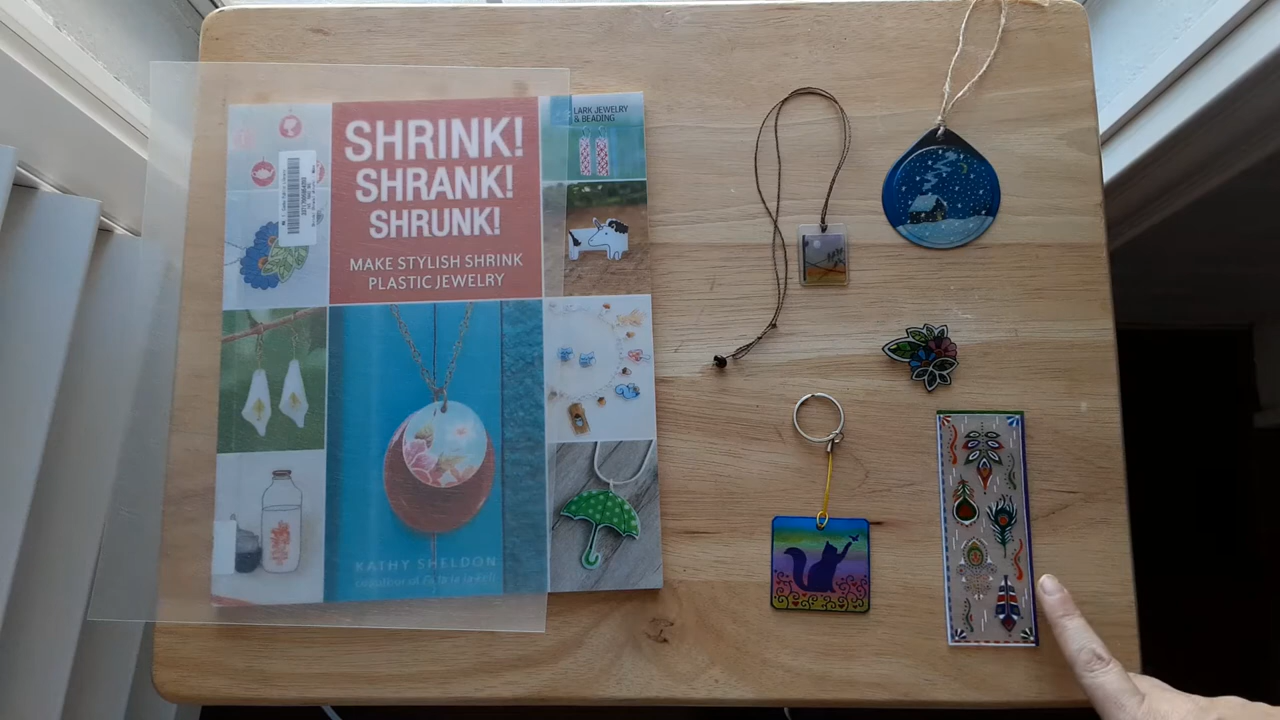 LARK JEWELRY
& BEADING
SHRINK!
SHRANK!
SHRUNK!
MAKE STYLISH SHRINK
PLASTIC JEWELRY
KATHY SHELDON